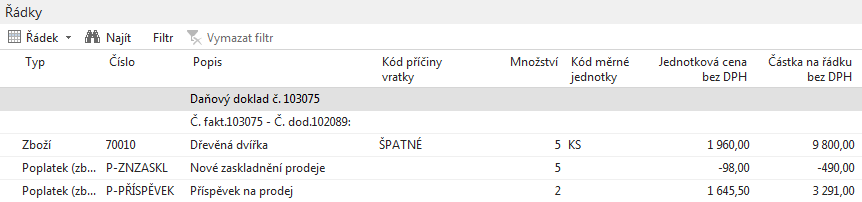 Řádky
Řádek Najít Filtr Vymazat filtr
Typ Číslo Popis Kód příčiny vratky Množství Kód měrné jednotky Jednotková cena bez DPH Částka na řádku bez DPH
Daňový doklad č. 103075
Č. fakt.103075 - Č. dod.102089:
Zboží 70010 Dřevěná dvířka ŠPATNÉ 5 KS 1 960,00 9 800,00
Poplatek (zb... P-ZNZASKL Nové zaskladnění prodeje 5 -98,00 -490,00
Poplatek (zb... P-PŘÍSPĚVEK Příspěvek na prodej 2 1 645,50 3 291,00